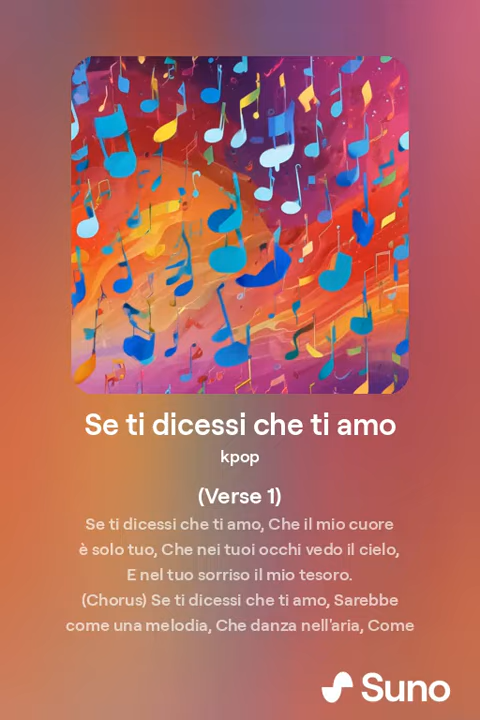 Se ti dicessi che ti amo
kpop
(Verse 1)
Se ti dicessi che ti amo, Che il mio cuore
è solo tuo, Che nei tuoi occhi vedo il cielo,
E nel tuo sorriso il mio tesoro.
(Chorus) Se ti dicessi che ti amo, Sarebbe
come una melodia, Che danza nell'aria, Come
Suno